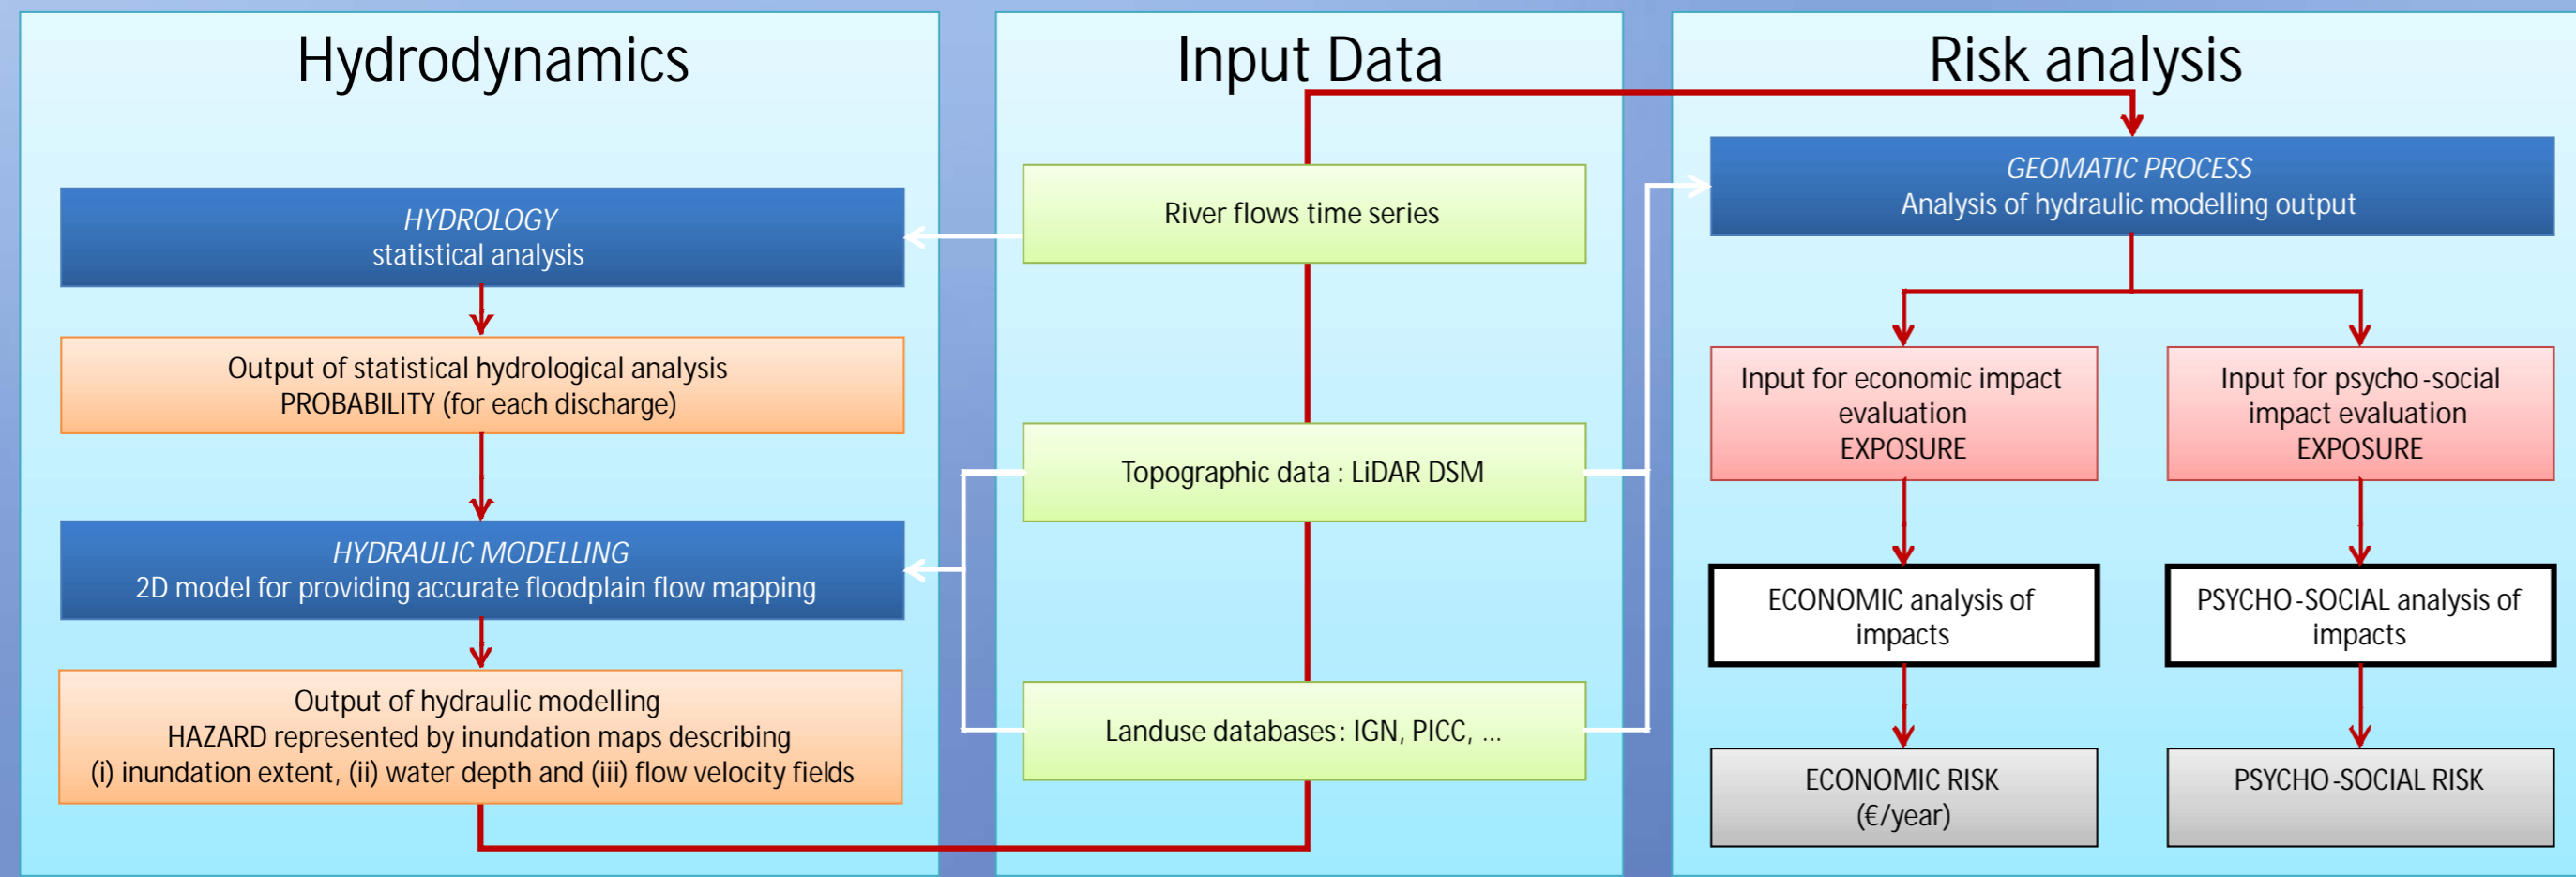 Hydrodynamics
HYDROLOGY
statistical analysis
Output of statistical hydrological analysis
PROBABILITY (for each discharge)
HYDRAULIC MODELLING
2D model for providing accurate floodplain flow mapping
Output of hydraulic modelling
HAZARD represented by inundation maps describing
(i) inundation extent, (ii) water depth and (iii) flow velocity fields
Input Data
River flows time series
Topographic data : LiDAR DSM
Landuse databases : IGN, PICC, ...
Risk analysis
GEOMATIC PROCESS
Analysis of hydraulic modelling output
Input for economic impact
evaluation
EXPOSURE
Input for psycho-social
impact evaluation
EXPOSURE
ECONOMIC analysis of
impacts
PSYCHO-SOCIAL analysis of
impacts
ECONOMIC RISK
(€/year)
PSYCHO-SOCIAL RISK